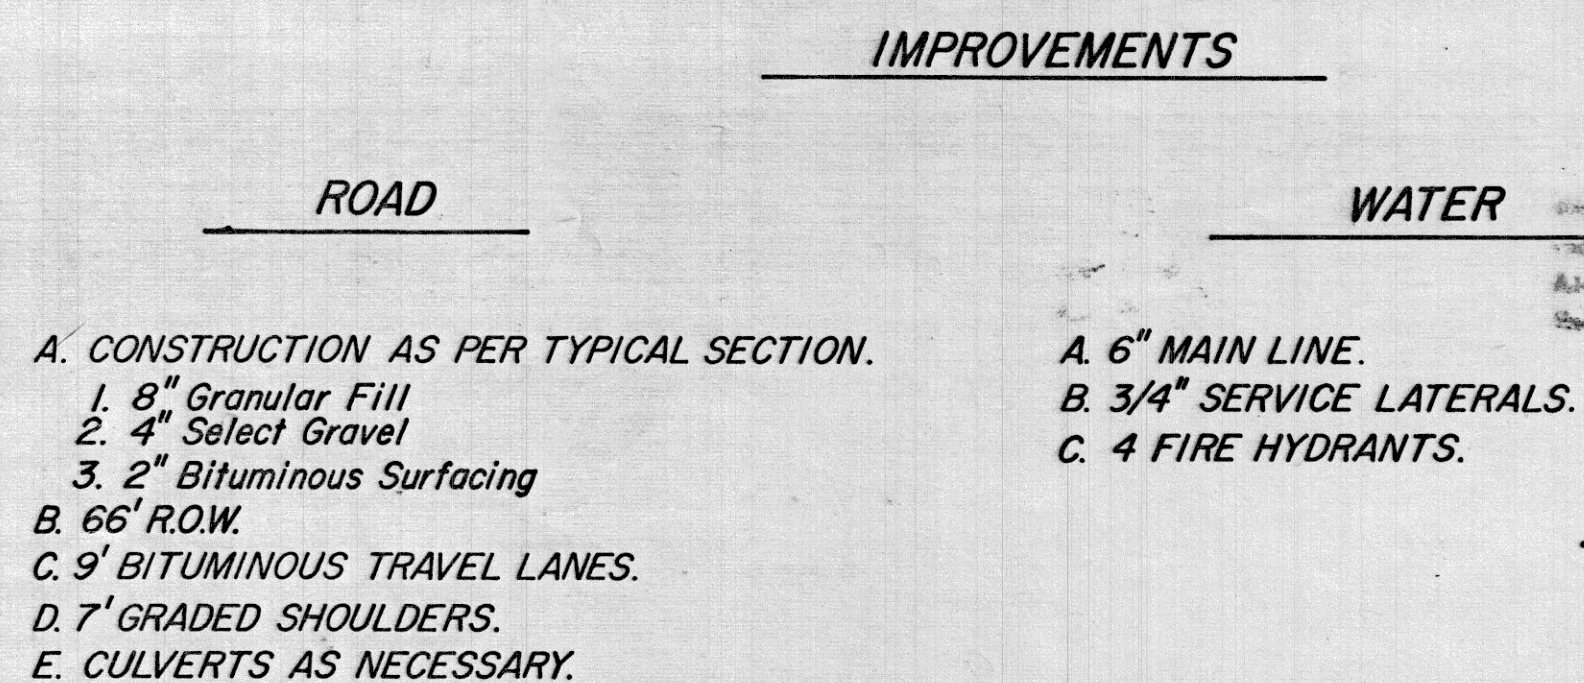 IMPROVEMENTS
ROAD
A. CONSTRUCTION AS PER TYPICAL SECTION.
1. 8" Granular Fill
2. 4" Select Gravel
3. 2" Bituminous Surfacing
B. 66' R.O.W.
C. 9' BITUMINOUS TRAVEL LANES.
D. 7' GRADED SHOULDERS.
E. CULVERTS AS NECESSARY.
WATER
A. 6" MAIN LINE.
B. 3/4" SERVICE LATERALS.
C. 4 FIRE HYDRANTS.